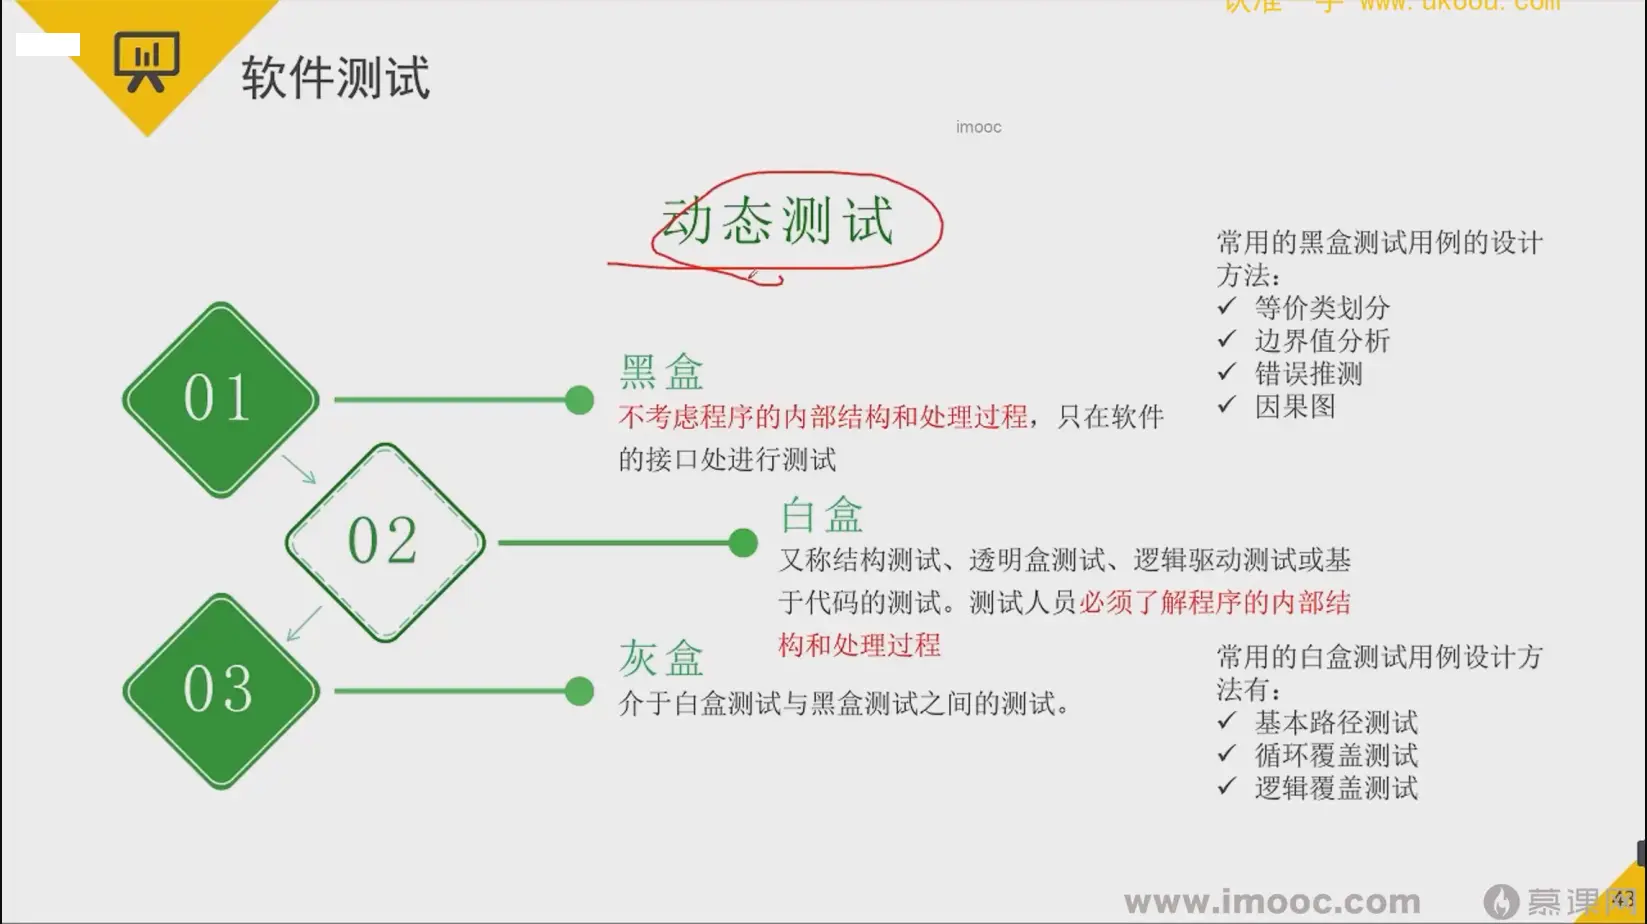 www.ukoou.com
软件测试
imooc
动态测试
常用的黑盒测试用例的设计
方法：
✓ 等价类划分
✓ 边界值分析
✓ 错误推测
✓ 因果图
01
黑盒
不考虑程序的内部结构和处理过程，只在软件
的接口处进行测试
02
白盒
又称结构测试、透明盒测试、逻辑驱动测试或基
于代码的测试。测试人员必须了解程序的内部结
构和处理过程
03
灰盒
介于白盒测试与黑盒测试之间的测试。
常用的白盒测试用例设计方
法有：
✓ 基本路径测试
✓ 循环覆盖测试
✓ 逻辑覆盖测试
www.imooc.com
慕课网
43